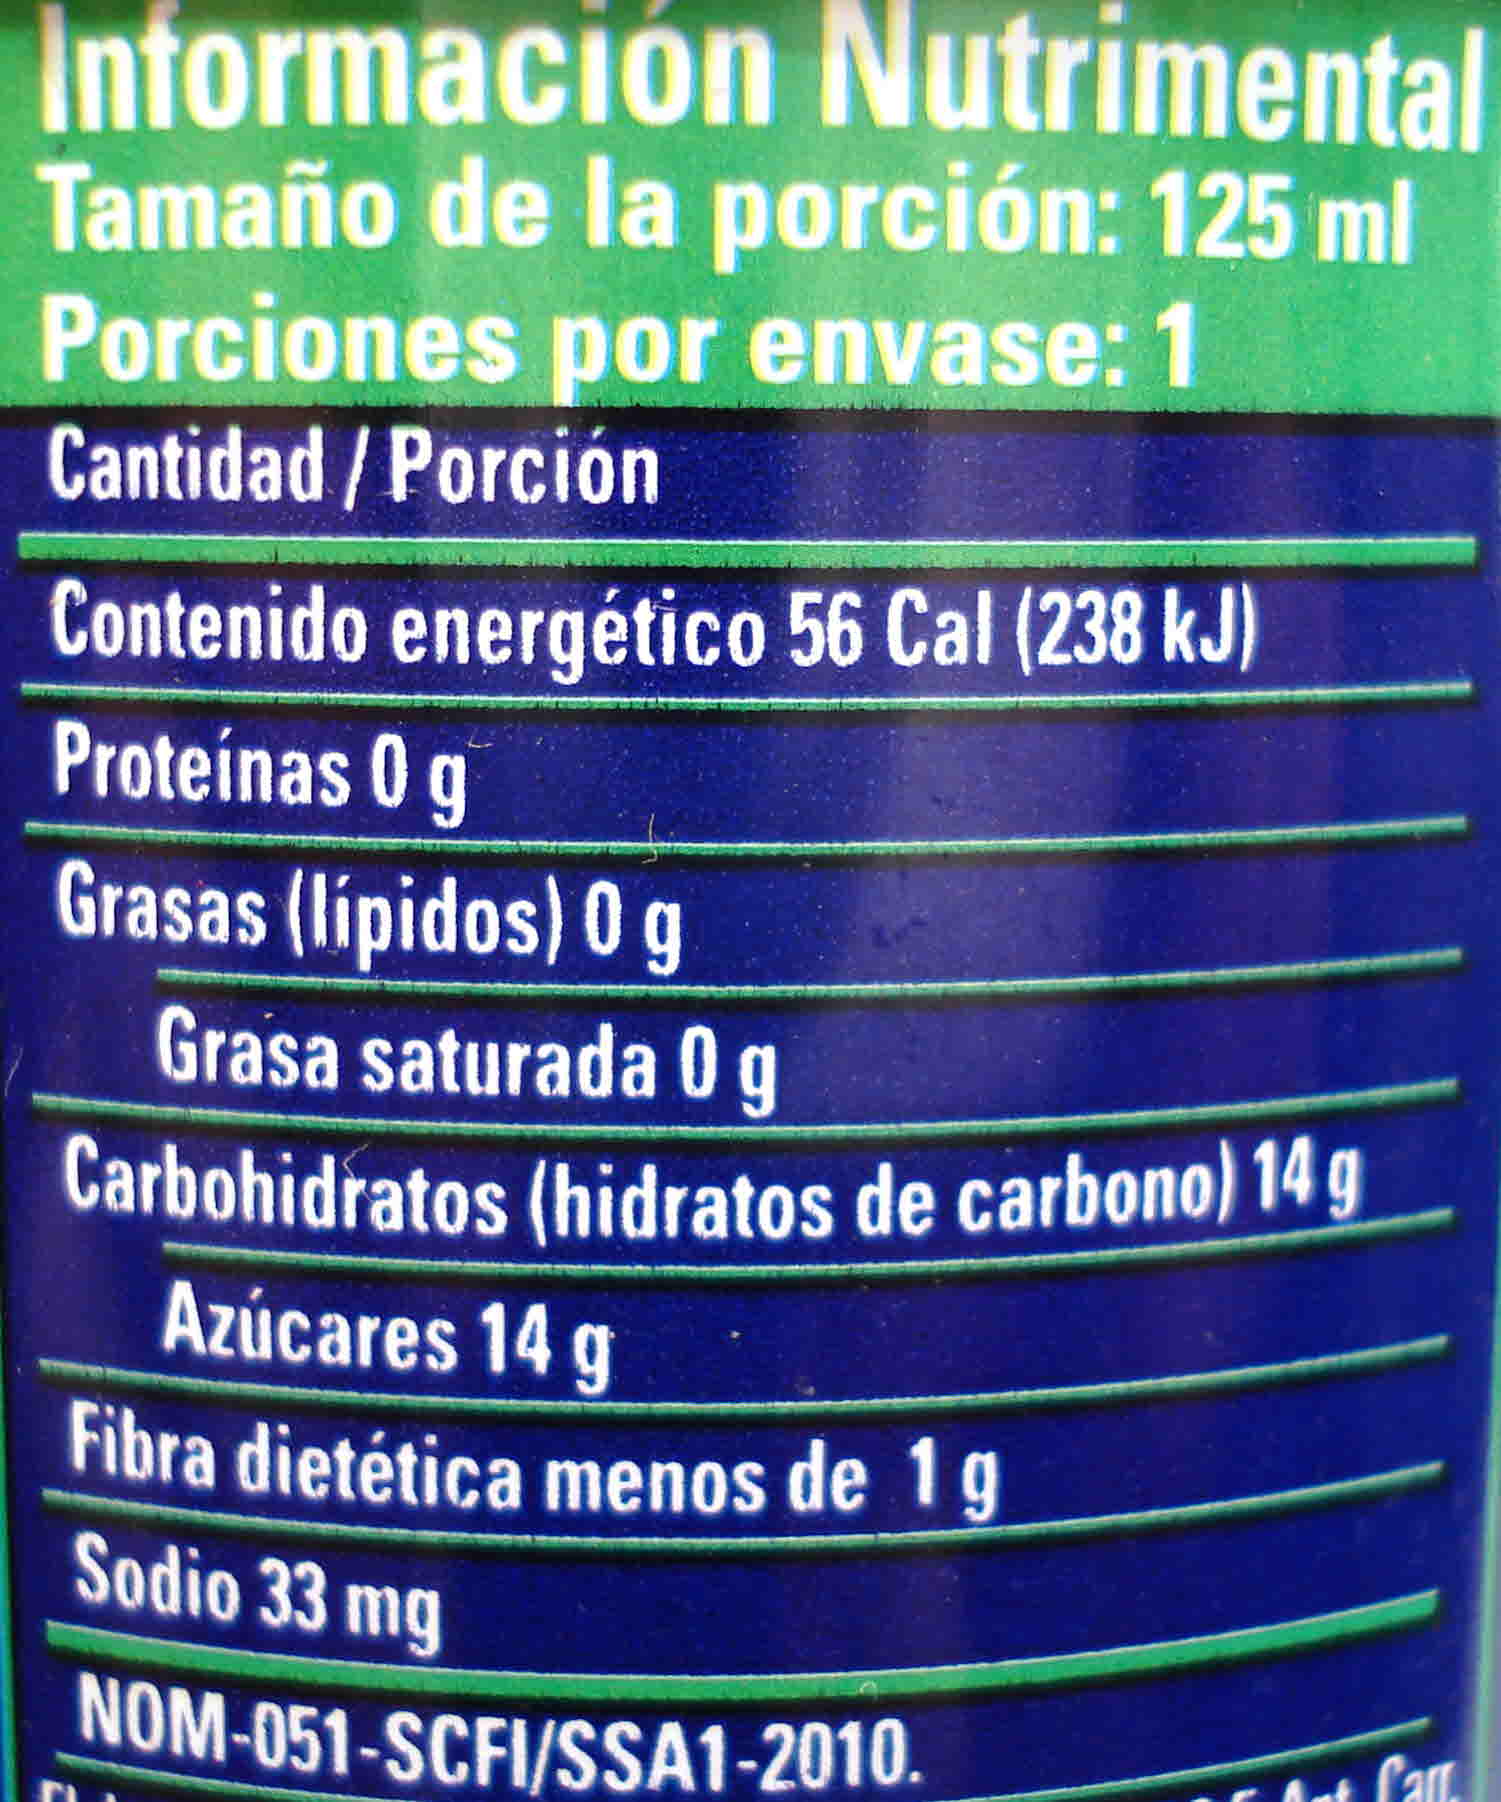 Información Nutrimental
Tamaño de la porción: 125 ml
Porciones por envase: 1
Cantidad / Porción
Contenido energético 56 Cal (238 kJ)
Proteínas 0 g
Grasas (lípidos) 0 g
Grasa saturada 0 g
Carbohidratos (hidratos de carbono) 14 g
Azúcares 14 g
Fibra dietética menos de 1 g
Sodio 33 mg
NOM-051-SCFI/SSA1-2010.